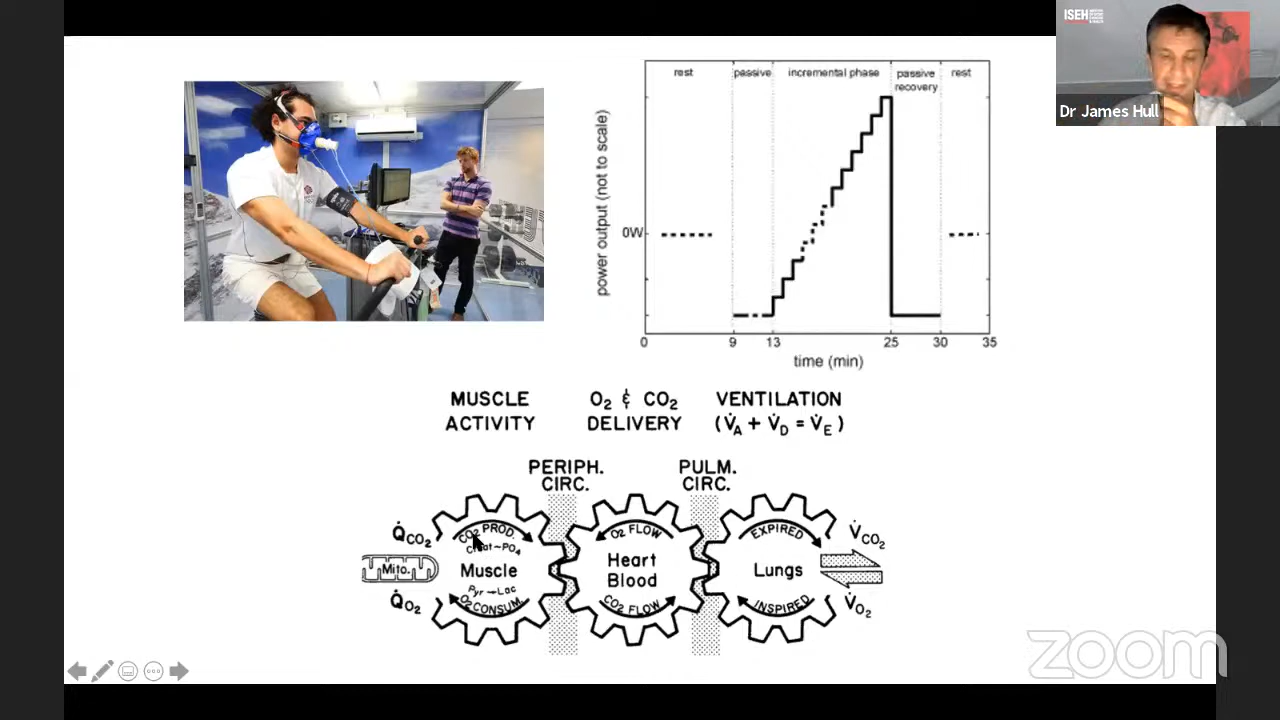 ISEH
Dr James Hull
rest
passive
incremental phase
passive
recovery
rest
power output (not to scale)
0W
0
9
13
25
30
35
time (min)
MUSCLE
ACTIVITY
O₂ & CO₂
DELIVERY
VENTILATION
(V̇A + V̇D = V̇E)
PERIPH.
CIRC.
PULM.
CIRC.
Q̇CO₂
Mito.
Q̇O₂
CO₂ PROD.
Creat~PO₄
Muscle
Pyr→Lac
O₂ CONSUM.
O₂ FLOW
Heart
Blood
CO₂ FLOW
EXPIRED
Lungs
INSPIRED
V̇CO₂
V̇O₂
zoom